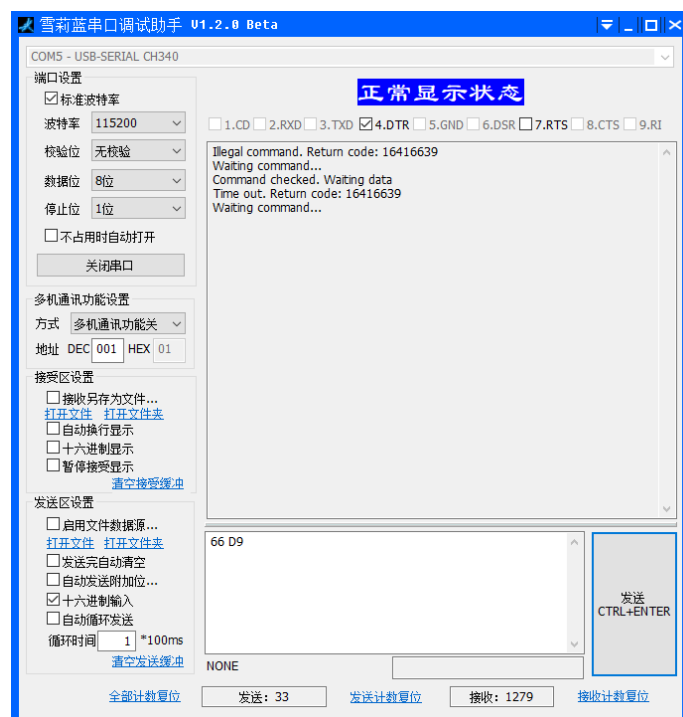 雪莉蓝串口调试助手 V1.2.0 Beta
COM5 - USB-SERIAL CH340
端口设置
标准波特率
波特率 115200
校验位 无校验
数据位 8位
停止位 1位
不占用时自动打开
关闭串口
多机通讯功能设置
方式 多机通讯功能关
地址 DEC 001 HEX 01
接受区设置
接收另存为文件...
打开文件 打开文件夹
自动换行显示
十六进制显示
暂停接受显示
清空接受缓冲
发送区设置
启用文件数据源...
打开文件 打开文件夹
发送完自动清空
自动发送附加位...
十六进制输入
自动循环发送
循环时间 1 *100ms
清空发送缓冲
正常显示状态
1.CD 2.RXD 3.TXD 4.DTR 5.GND 6.DSR 7.RTS 8.CTS 9.RI
Illegal command. Return code: 16416639
Waiting command...
Command checked. Waiting data
Time out. Return code: 16416639
Waiting command...
66 D9
发送
CTRL+ENTER
NONE
全部计数复位 发送: 33 发送计数复位 接收: 1279 接收计数复位